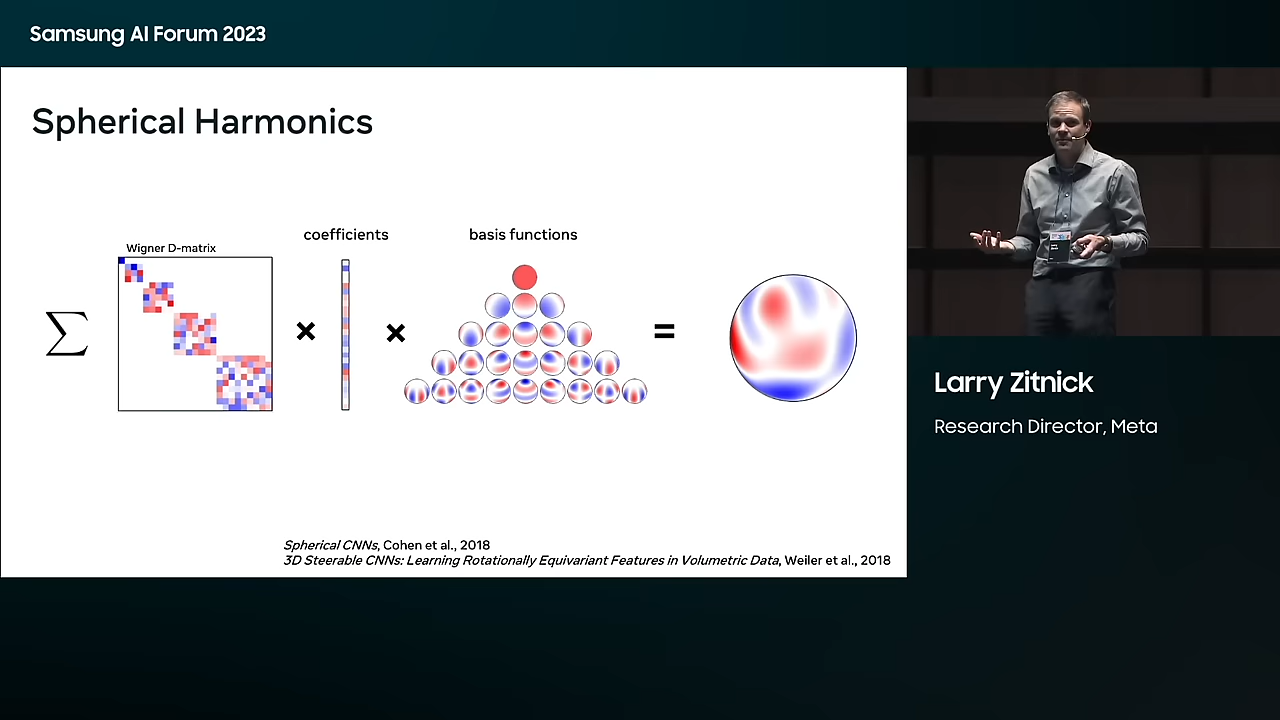 Samsung AI Forum 2023
Spherical Harmonics
Wigner D-matrix
coefficients
basis functions
∑
×
×
=
Spherical CNNs, Cohen et al., 2018
3D Steerable CNNs: Learning Rotationally Equivariant Features in Volumetric Data, Weiler et al., 2018
Larry Zitnick
Research Director, Meta